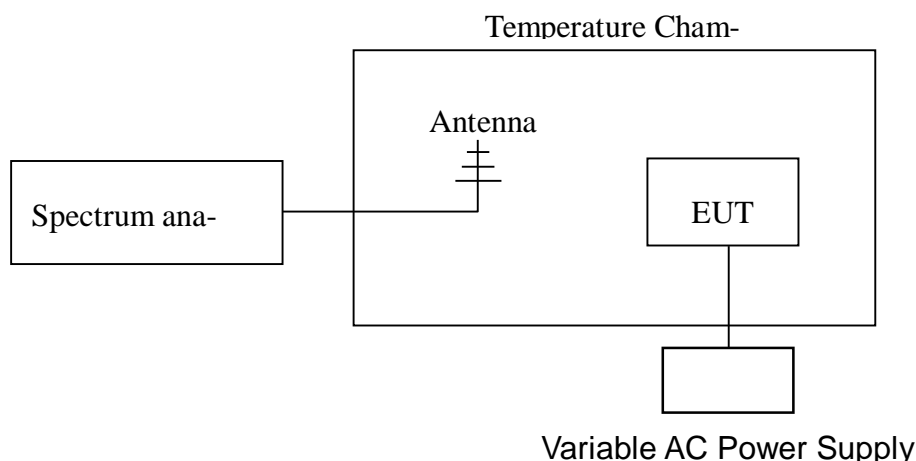 Temperature Cham-
Antenna
Spectrum ana-
EUT
Variable AC Power Supply